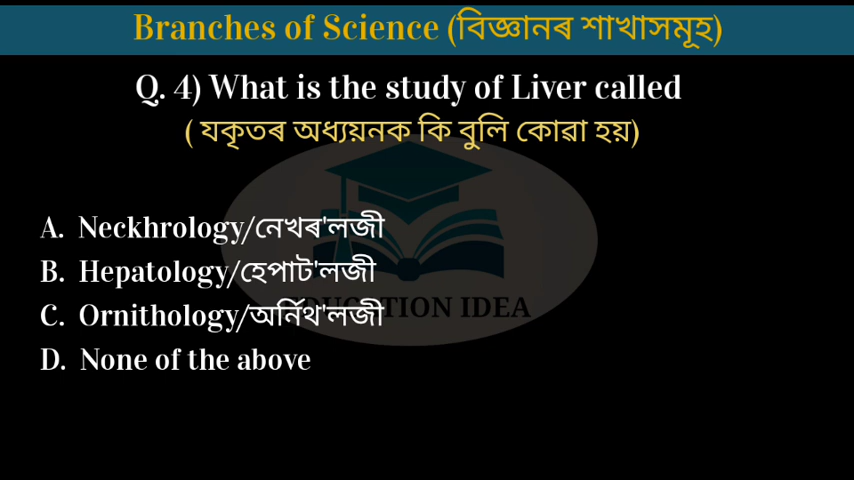 Branches of Science (বিজ্ঞানৰ শাখাসমূহ)
Q. 4) What is the study of Liver called
( যকৃতৰ অধ্যয়নক কি বুলি কোৱা হয়)
A. Neckhrology/নেখৰ'লজী
B. Hepatology/হেপাট'লজী
C. Ornithology/অৰ্নিথ'লজী
D. None of the above